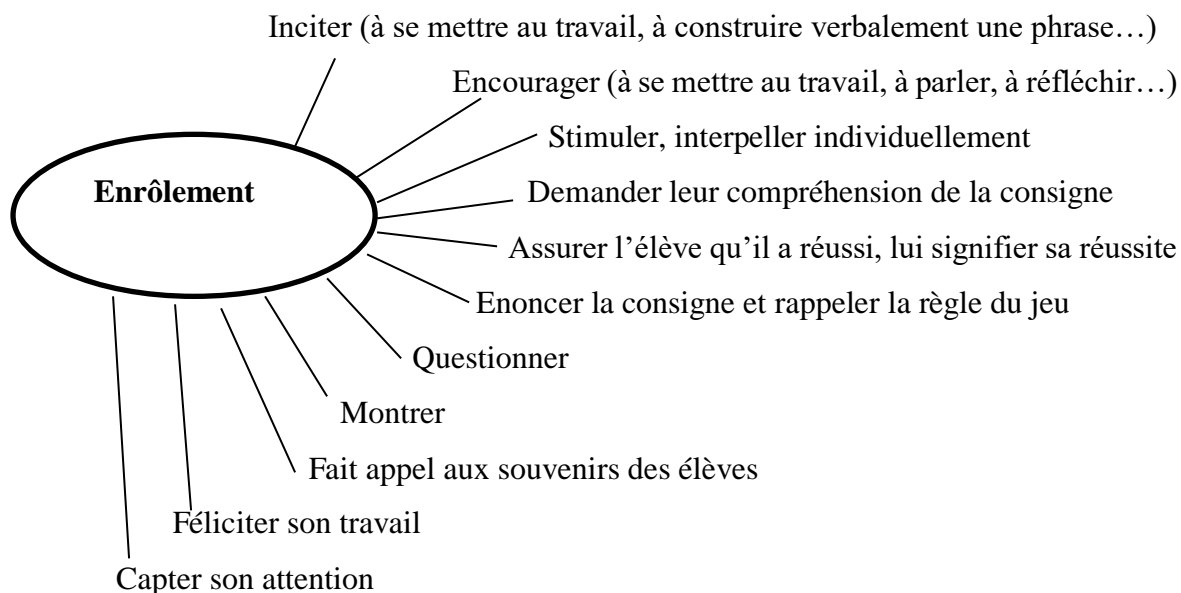 Inciter (à se mettre au travail, à construire verbalement une phrase…)
Encourager (à se mettre au travail, à parler, à réfléchir…)
Stimuler, interpeller individuellement
Enrôlement
Demander leur compréhension de la consigne
Assurer l’élève qu’il a réussi, lui signifier sa réussite
Enoncer la consigne et rappeler la règle du jeu
Questionner
Montrer
Fait appel aux souvenirs des élèves
Féliciter son travail
Capter son attention